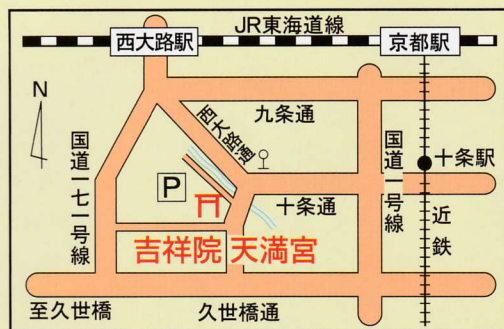 JR東海道線
西大路駅
京都駅
N
九条通
西大路通
国道一七一号線
国道一号線
十条駅
P
十条通
近鉄
吉祥院天満宮
至久世橋
久世橋通